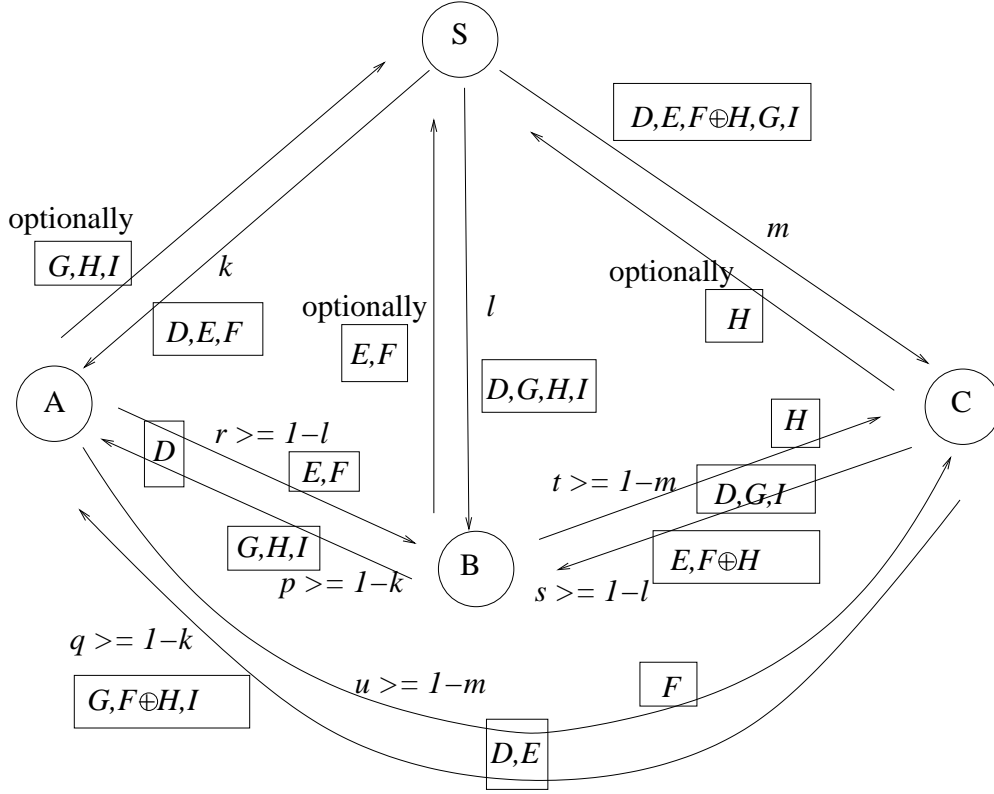 S
D,E,F⊕H,G,I
optionally
G,H,I
k
m
optionally
H
optionally
E,F
l
D,E,F
D,G,H,I
A
C
D
r >= 1−l
E,F
H
t >= 1−m
D,G,I
G,H,I
B
E,F⊕H
p >= 1−k
s >= 1−l
q >= 1−k
G,F⊕H,I
u >= 1−m
F
D,E